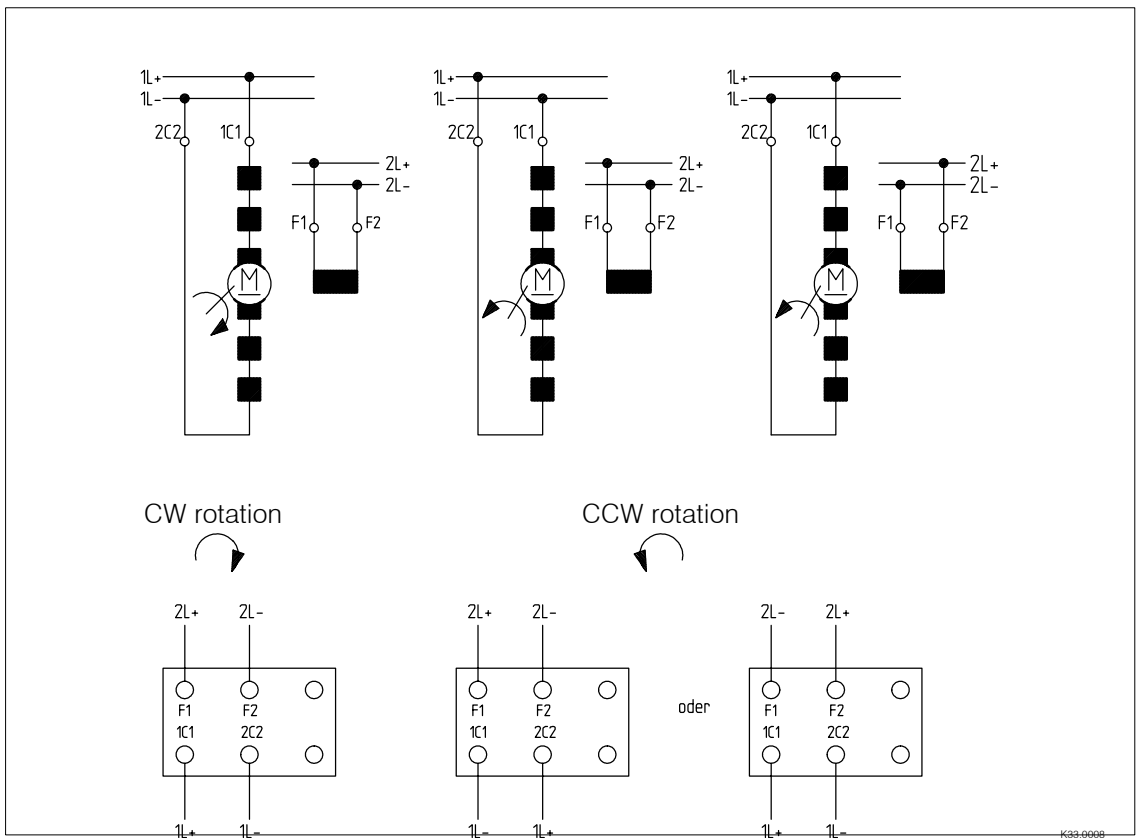 1L+ 1L+ 1L+
1L- 1L- 1L-
2C2 1C1 2C2 1C1 2C2 1C1
2L+ 2L+ 2L+
2L- 2L- 2L-
F1 F2 F1 F2 F1 F2
M M M
CW rotation CCW rotation
2L+ 2L- 2L+ 2L- 2L- 2L+
F1 F2 F1 F2 oder F1 F2
1C1 2C2 1C1 2C2 1C1 2C2
1L+ 1L- 1L- 1L+ 1L+ 1L-
K33.0008